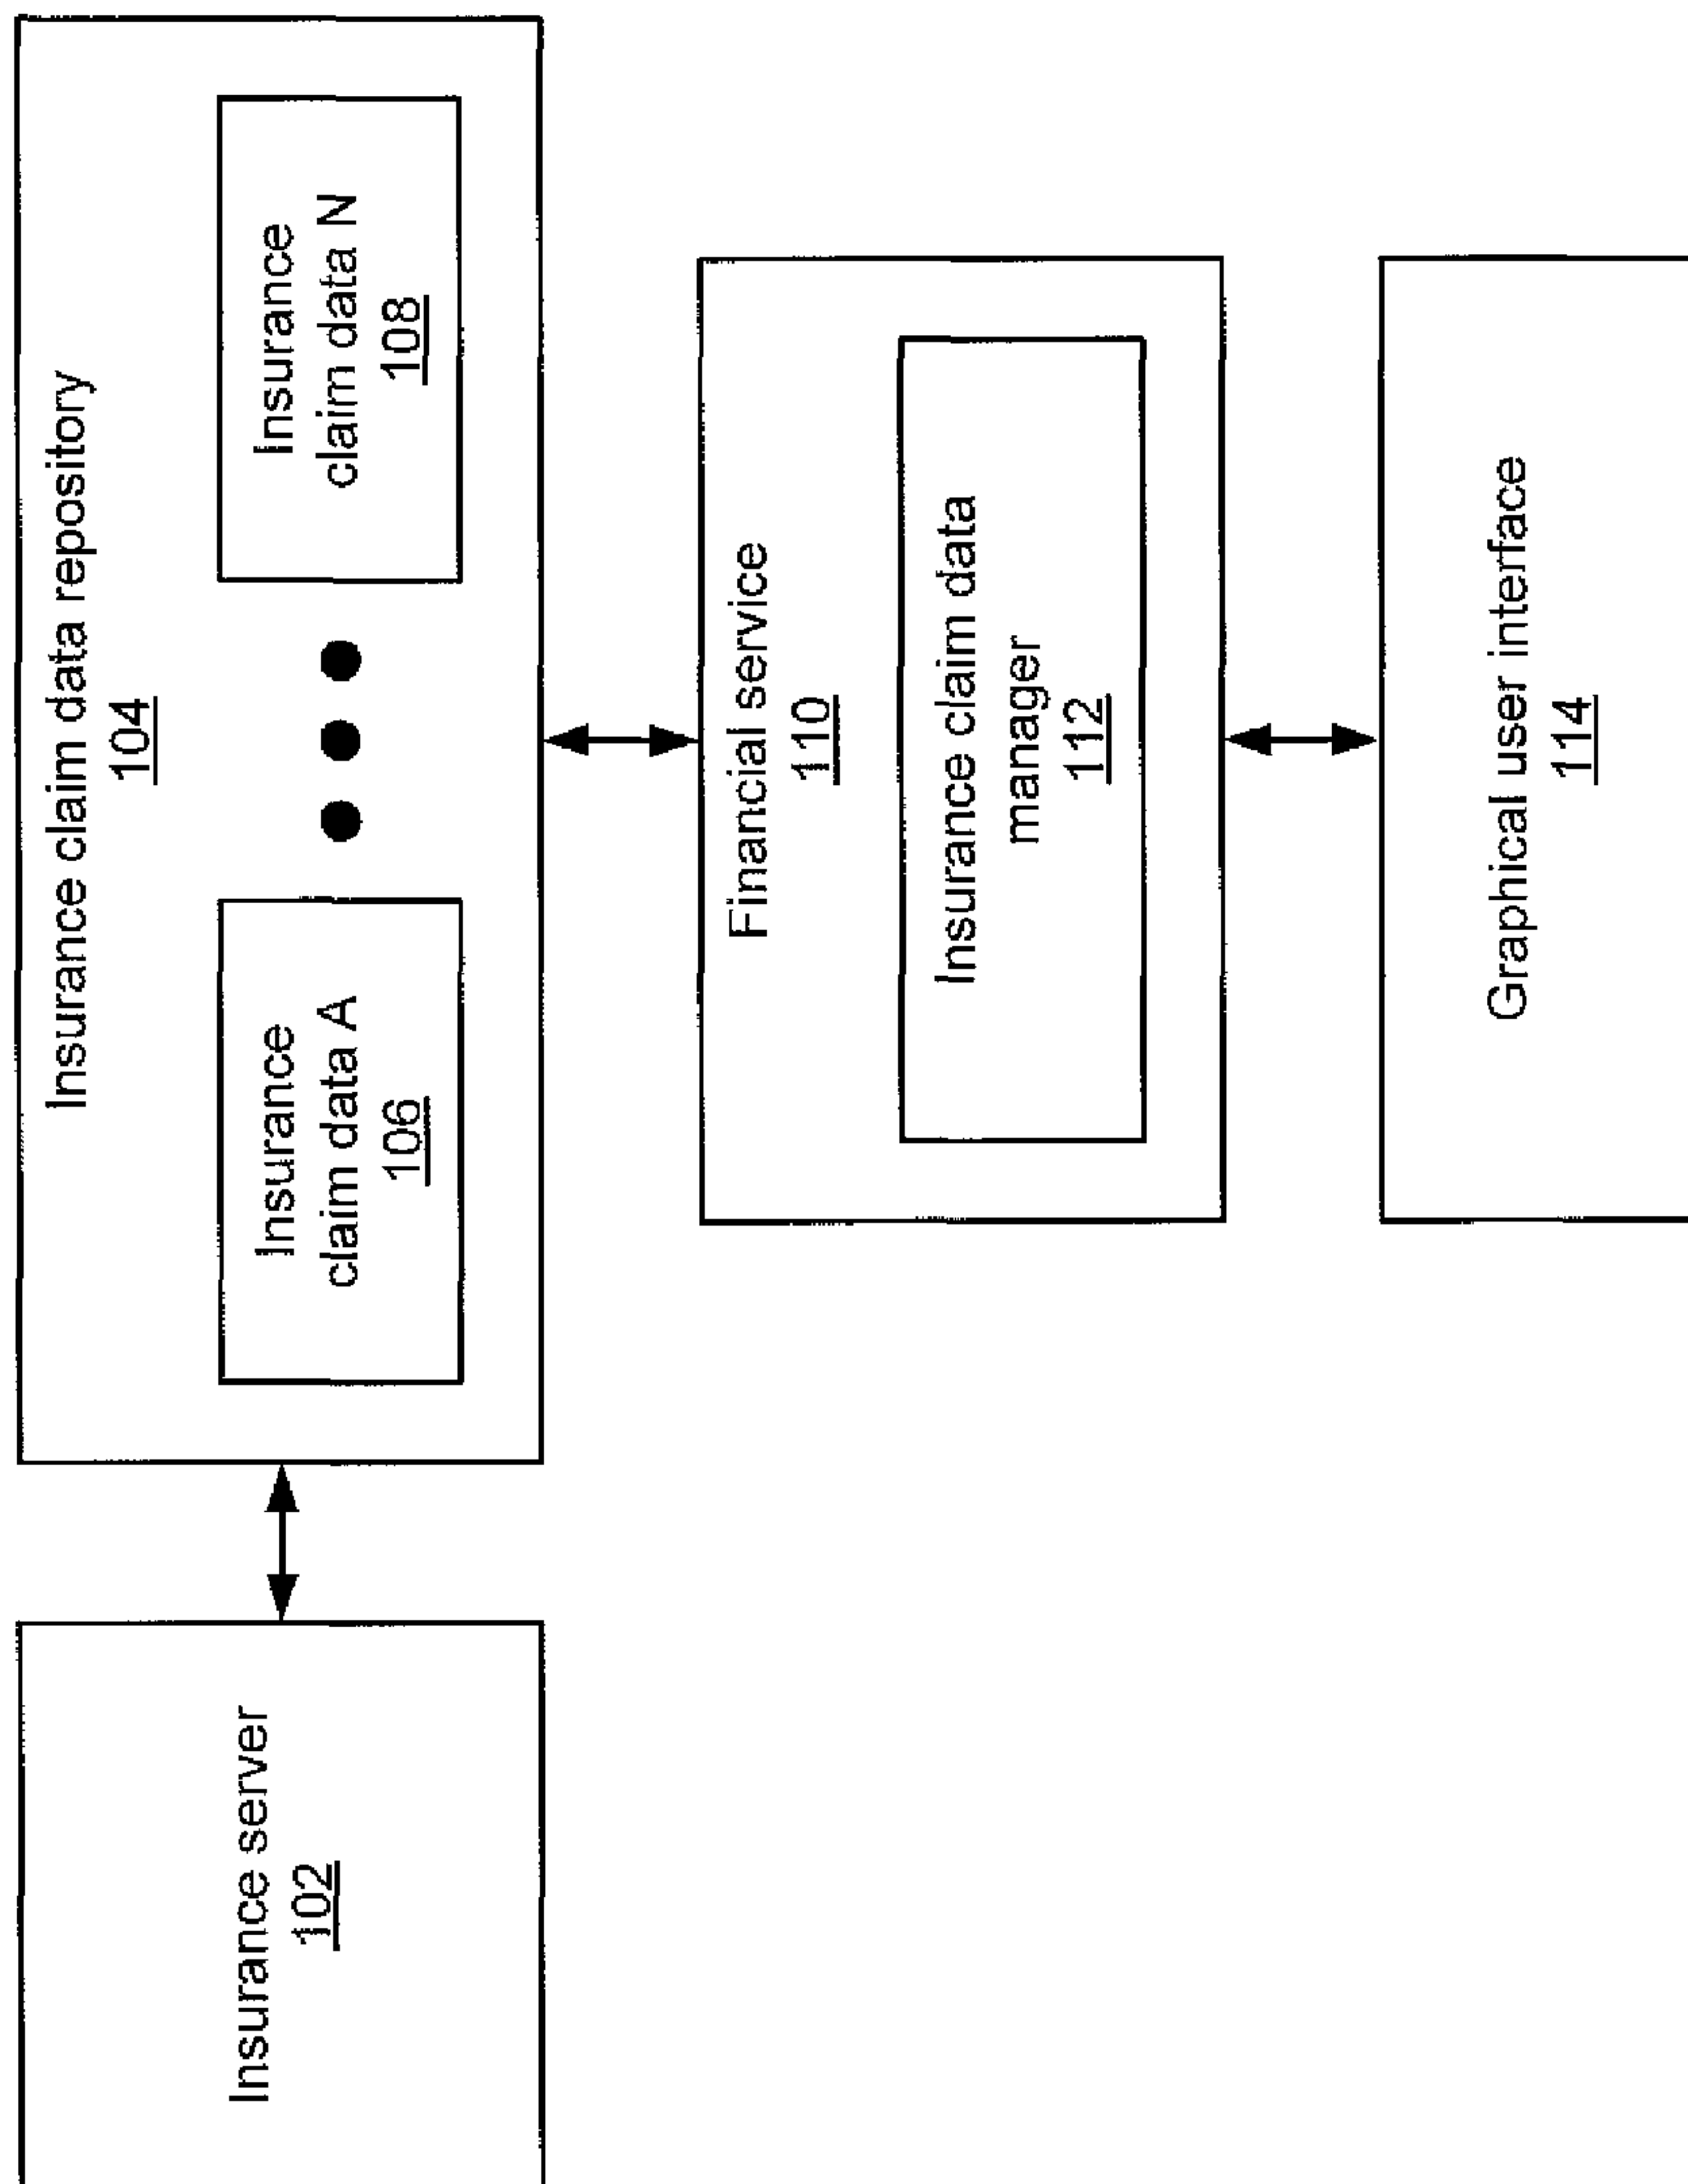 Insurance server
102
Insurance claim data repository
104
Insurance
claim data A
106
Insurance
claim data N
108
Financial service
110
Insurance claim data
manager
112
Graphical user interface
114